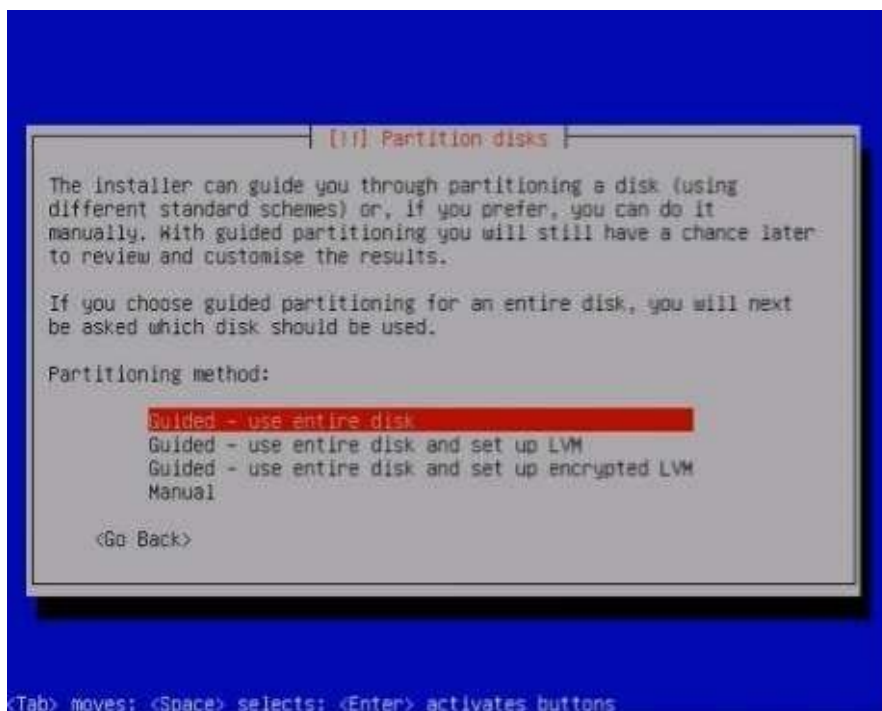 [!!] Partition disks
The installer can guide you through partitioning a disk (using
different standard schemes) or, if you prefer, you can do it
manually. With guided partitioning you will still have a chance later
to review and customise the results.
If you choose guided partitioning for an entire disk, you will next
be asked which disk should be used.
Partitioning method:
Guided - use entire disk
Guided - use entire disk and set up LVM
Guided - use entire disk and set up encrypted LVM
Manual
<Go Back>
<Tab> moves; <Space> selects; <Enter> activates buttons